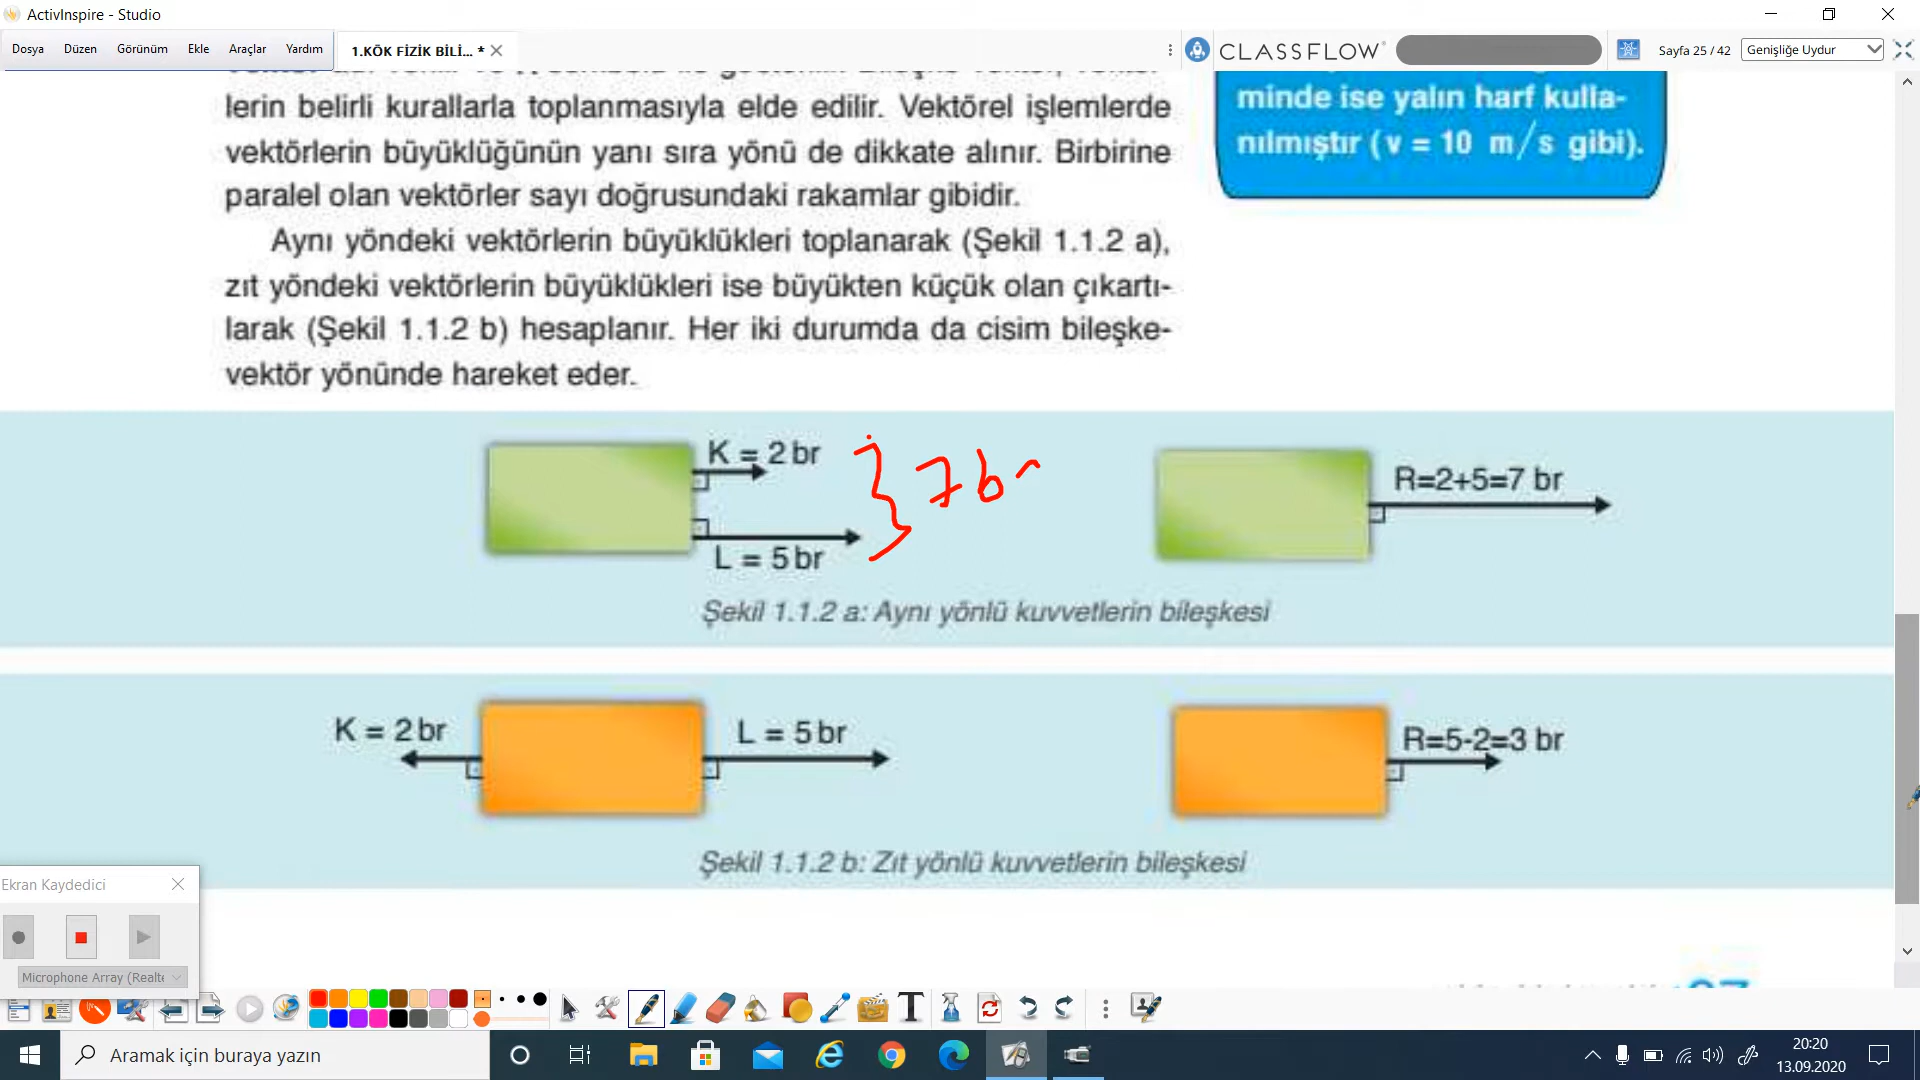 ActivInspire - Studio
Dosya Düzen Görünüm Ekle Araçlar Yardım
1.KÖK FİZİK BİLİ... *
CLASSFLOW
Sayfa 25 / 42
Genişliğe Uydur
lerin belirli kurallarla toplanmasıyla elde edilir. Vektörel işlemlerde
vektörlerin büyüklüğünün yanı sıra yönü de dikkate alınır. Birbirine
paralel olan vektörler sayı doğrusundaki rakamlar gibidir.
Aynı yöndeki vektörlerin büyüklükleri toplanarak (Şekil 1.1.2 a),
zıt yöndeki vektörlerin büyüklükleri ise büyükten küçük olan çıkartı-
larak (Şekil 1.1.2 b) hesaplanır. Her iki durumda da cisim bileşke-
vektör yönünde hareket eder.
minde ise yalın harf kulla-
nılmıştır (v = 10 m/s gibi).
K = 2 br
L = 5 br
7 br
R=2+5=7 br
Şekil 1.1.2 a: Aynı yönlü kuvvetlerin bileşkesi
K = 2 br
L = 5 br
R=5-2=3 br
Şekil 1.1.2 b: Zıt yönlü kuvvetlerin bileşkesi
Ekran Kaydedici
Microphone Array (Realte
Aramak için buraya yazın
20:20
13.09.2020